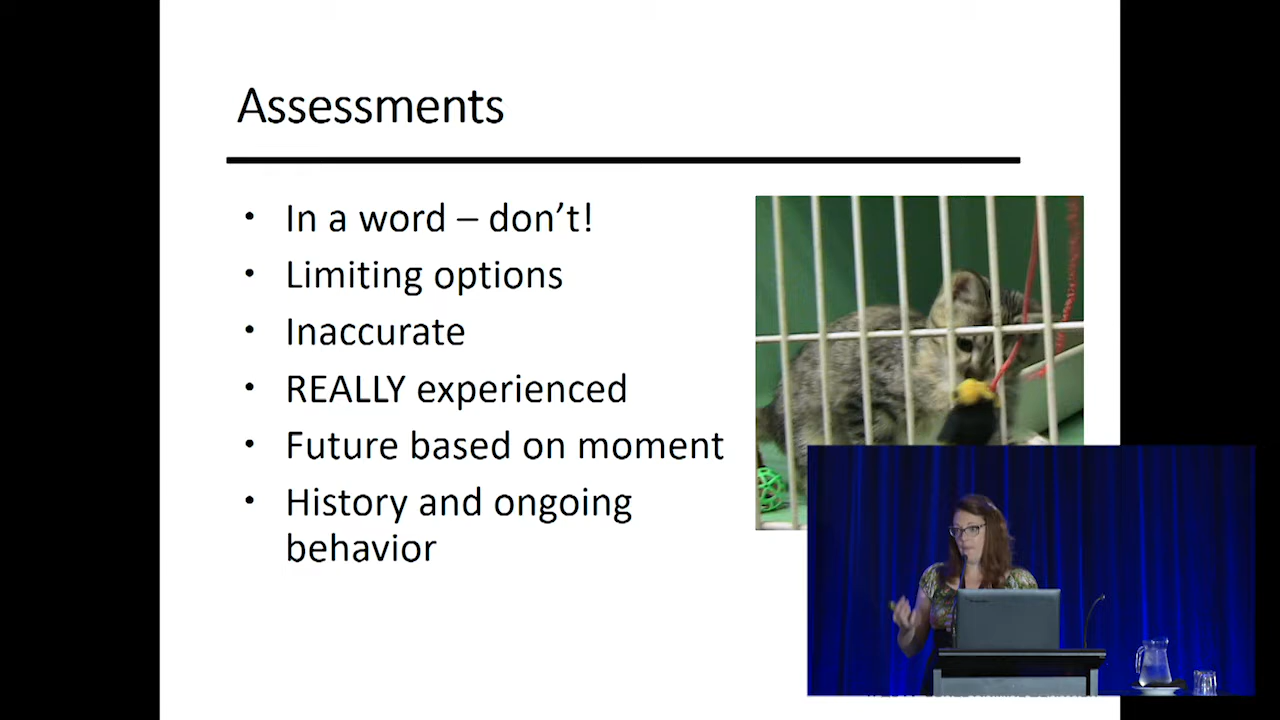 Assessments
• In a word – don’t!
• Limiting options
• Inaccurate
• REALLY experienced
• Future based on moment
• History and ongoing
behavior